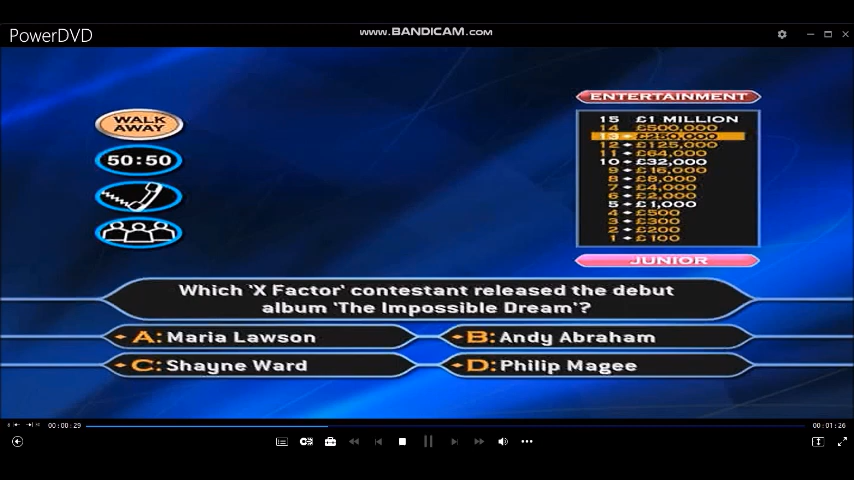 PowerDVD
www.BANDICAM.com
WALK AWAY
50:50
ENTERTAINMENT
15 £1 MILLION
14 £500,000
13 £250,000
12 £125,000
11 £64,000
10 £32,000
9 £16,000
8 £8,000
7 £4,000
6 £2,000
5 £1,000
4 £500
3 £300
2 £200
1 £100
JUNIOR
Which 'X Factor' contestant released the debut
album 'The Impossible Dream'?
A: Maria Lawson
B: Andy Abraham
C: Shayne Ward
D: Philip Magee
00:00:29
00:01:26